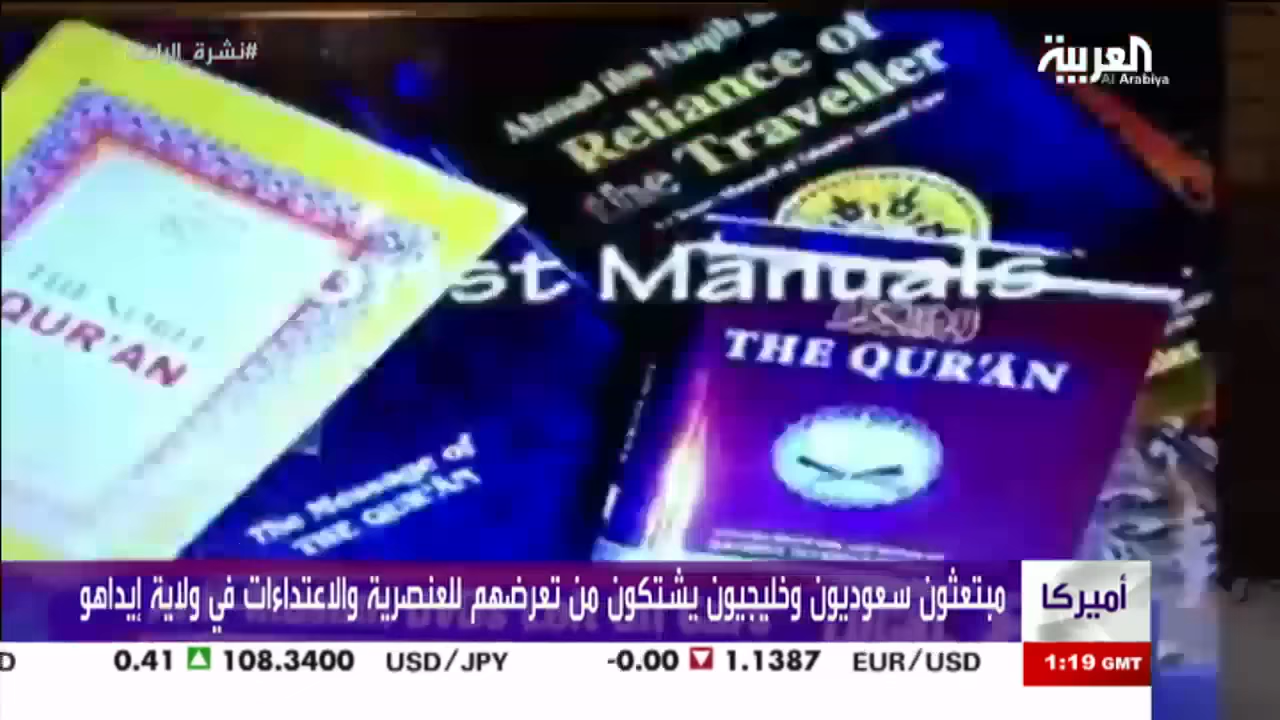 #نشرة_الرابعة
العربية
Al Arabiya
Ahmad ibn Naqib
Reliance of
the Traveller
st Manuals
QUR'AN
THE QUR'ÁN
The Message of
THE QUR'ÁN
أميركا
مبتعثون سعوديون وخليجيون يشتكون من تعرضهم للعنصرية والاعتداءات في ولاية إيداهو
D 0.41 108.3400 USD/JPY -0.00 1.1387 EUR/USD
1:19 GMT